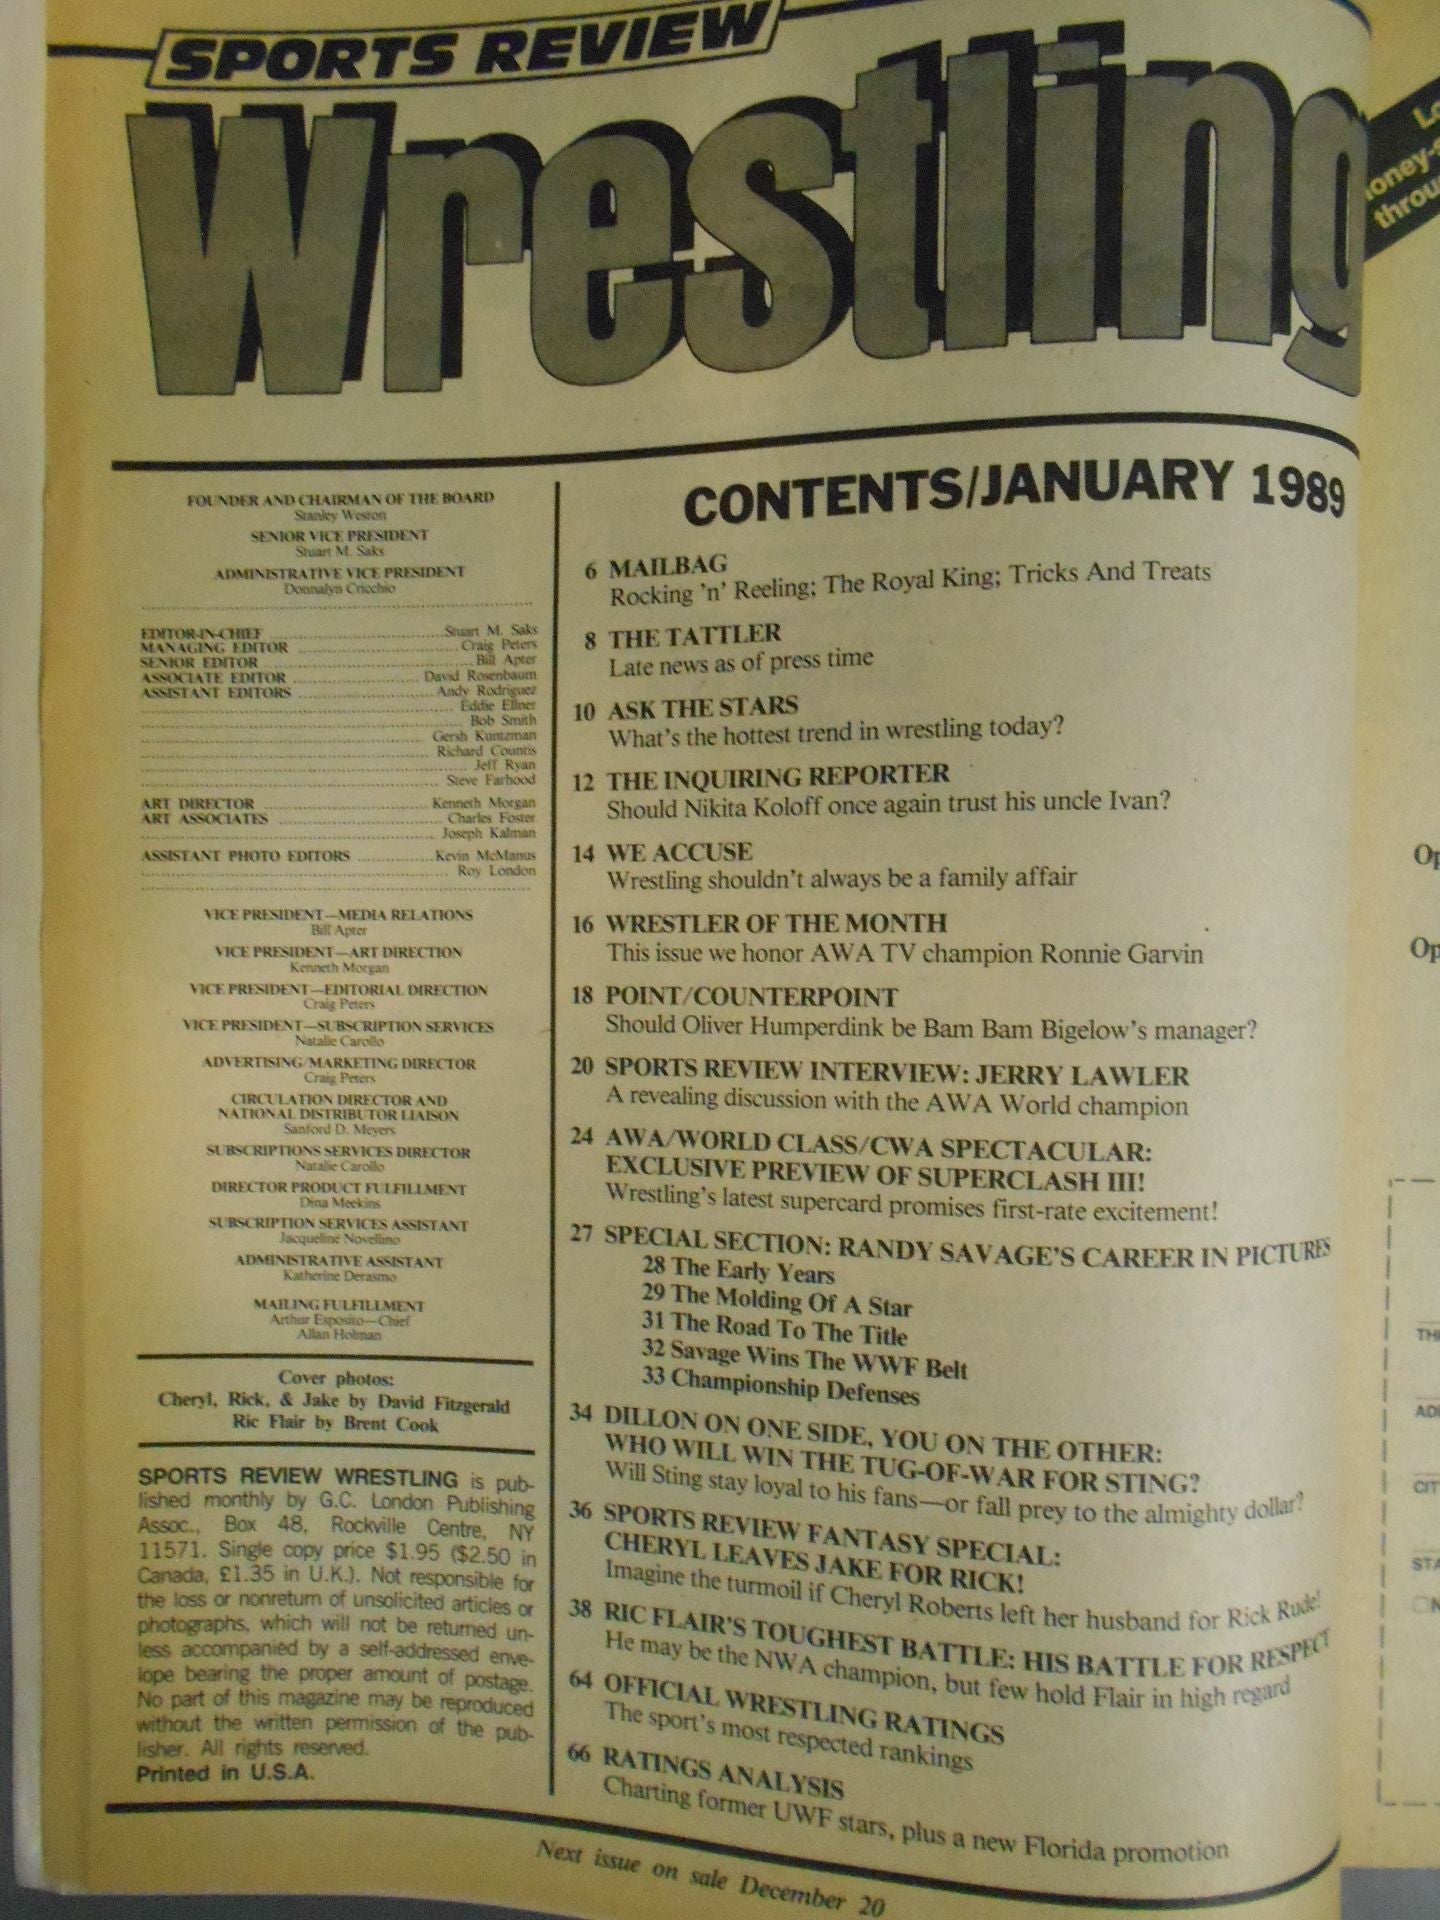 SPORTS REVIEW
Wrestling
CONTENTS/JANUARY 1989
FOUNDER AND CHAIRMAN OF THE BOARD
Stanley Weston
SENIOR VICE PRESIDENT
Stuart M. Saks
ADMINISTRATIVE VICE PRESIDENT
Donnalyn Cricchio
EDITOR-IN-CHIEF Stuart M. Saks
MANAGING EDITOR Craig Peters
SENIOR EDITOR Bill Apter
ASSOCIATE EDITOR David Rosenbaum
ASSISTANT EDITORS Andy Rodriguez
Eddie Ellner
Bob Smith
Gersh Kuntzman
Richard Countis
Jeff Ryan
Steve Farhood
ART DIRECTOR Kenneth Morgan
ART ASSOCIATES Charles Foster
Joseph Kalman
ASSISTANT PHOTO EDITORS Kevin McManus
Roy London
VICE PRESIDENT—MEDIA RELATIONS
Bill Apter
VICE PRESIDENT—ART DIRECTION
Kenneth Morgan
VICE PRESIDENT—EDITORIAL DIRECTION
Craig Peters
VICE PRESIDENT—SUBSCRIPTION SERVICES
Natalie Carollo
ADVERTISING/MARKETING DIRECTOR
Craig Peters
CIRCULATION DIRECTOR AND
NATIONAL DISTRIBUTOR LIAISON
Sanford D. Meyers
SUBSCRIPTIONS SERVICES DIRECTOR
Natalie Carollo
DIRECTOR PRODUCT FULFILLMENT
Dina Meekins
SUBSCRIPTION SERVICES ASSISTANT
Jacqueline Novellino
ADMINISTRATIVE ASSISTANT
Katherine Derasmo
MAILING FULFILLMENT
Arthur Esposito—Chief
Allan Holman
Cover photos:
Cheryl, Rick, & Jake by David Fitzgerald
Ric Flair by Brent Cook
SPORTS REVIEW WRESTLING is pub-
lished monthly by G.C. London Publishing
Assoc., Box 48, Rockville Centre, NY
11571. Single copy price $1.95 ($2.50 in
Canada, £1.35 in U.K.). Not responsible for
the loss or nonreturn of unsolicited articles or
photographs, which will not be returned un-
less accompanied by a self-addressed enve-
lope bearing the proper amount of postage.
No part of this magazine may be reproduced
without the written permission of the pub-
lisher. All rights reserved.
Printed in U.S.A.
6 MAILBAG
Rocking 'n' Reeling; The Royal King; Tricks And Treats
8 THE TATTLER
Late news as of press time
10 ASK THE STARS
What's the hottest trend in wrestling today?
12 THE INQUIRING REPORTER
Should Nikita Koloff once again trust his uncle Ivan?
14 WE ACCUSE
Wrestling shouldn't always be a family affair
16 WRESTLER OF THE MONTH
This issue we honor AWA TV champion Ronnie Garvin
18 POINT/COUNTERPOINT
Should Oliver Humperdink be Bam Bam Bigelow's manager?
20 SPORTS REVIEW INTERVIEW: JERRY LAWLER
A revealing discussion with the AWA World champion
24 AWA/WORLD CLASS/CWA SPECTACULAR:
EXCLUSIVE PREVIEW OF SUPERCLASH III!
Wrestling's latest supercard promises first-rate excitement!
27 SPECIAL SECTION: RANDY SAVAGE'S CAREER IN PICTURES
28 The Early Years
29 The Molding Of A Star
31 The Road To The Title
32 Savage Wins The WWF Belt
33 Championship Defenses
34 DILLON ON ONE SIDE, YOU ON THE OTHER:
WHO WILL WIN THE TUG-OF-WAR FOR STING?
Will Sting stay loyal to his fans—or fall prey to the almighty dollar?
36 SPORTS REVIEW FANTASY SPECIAL:
CHERYL LEAVES JAKE FOR RICK!
Imagine the turmoil if Cheryl Roberts left her husband for Rick Rude!
38 RIC FLAIR'S TOUGHEST BATTLE: HIS BATTLE FOR RESPECT
He may be the NWA champion, but few hold Flair in high regard
64 OFFICIAL WRESTLING RATINGS
The sport's most respected rankings
66 RATINGS ANALYSIS
Charting former UWF stars, plus a new Florida promotion
Next issue on sale December 20